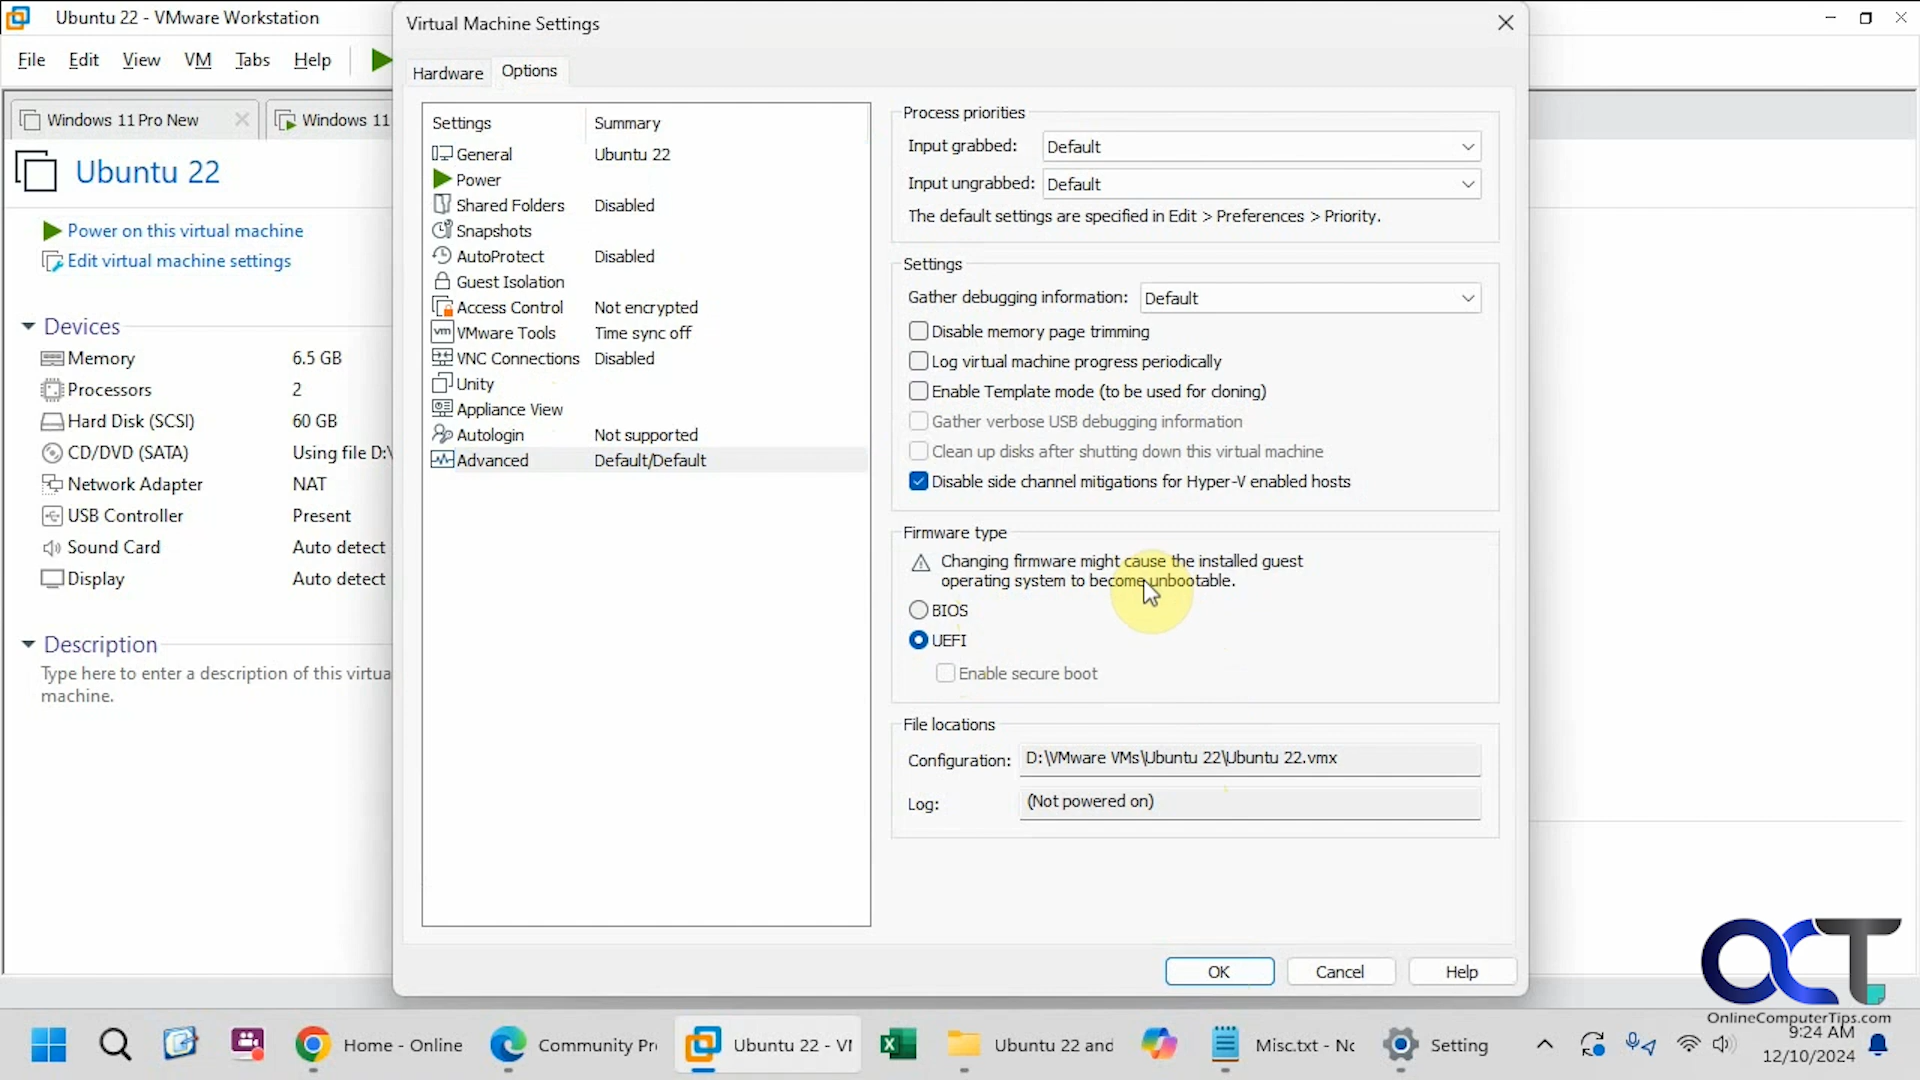 Ubuntu 22 - VMware Workstation
Virtual Machine Settings
File Edit View VM Tabs Help
Hardware Options
Windows 11 Pro New
Windows 11
Ubuntu 22
Power on this virtual machine
Edit virtual machine settings
Devices
Memory 6.5 GB
Processors 2
Hard Disk (SCSI) 60 GB
CD/DVD (SATA) Using file D:\
Network Adapter NAT
USB Controller Present
Sound Card Auto detect
Display Auto detect
Description
Type here to enter a description of this virtua
machine.
Settings Summary
General Ubuntu 22
Power
Shared Folders Disabled
Snapshots
AutoProtect Disabled
Guest Isolation
Access Control Not encrypted
VMware Tools Time sync off
VNC Connections Disabled
Unity
Appliance View
Autologin Not supported
Advanced Default/Default
Process priorities
Input grabbed: Default
Input ungrabbed: Default
The default settings are specified in Edit > Preferences > Priority.
Settings
Gather debugging information: Default
Disable memory page trimming
Log virtual machine progress periodically
Enable Template mode (to be used for cloning)
Gather verbose USB debugging information
Clean up disks after shutting down this virtual machine
Disable side channel mitigations for Hyper-V enabled hosts
Firmware type
Changing firmware might cause the installed guest
operating system to become unbootable.
BIOS
UEFI
Enable secure boot
File locations
Configuration: D:\VMware VMs\Ubuntu 22\Ubuntu 22.vmx
Log: (Not powered on)
OK Cancel Help
OCT
OnlineComputerTips.com
Home - Online
Community Pr
Ubuntu 22 - VM
Ubuntu 22 and
Misc.txt - No
Setting
9:24 AM
12/10/2024